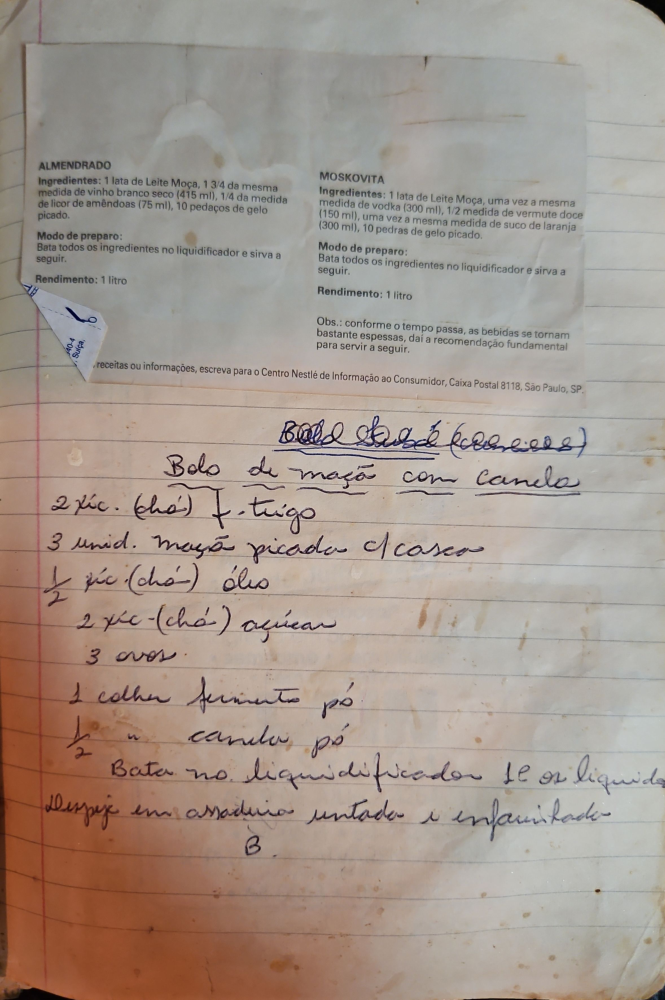 ALMENDRADO
Ingredientes: 1 lata de Leite Moça, 1 3/4 da mesma
medida de vinho branco seco (415 ml), 1/4 da medida
de licor de amêndoas (75 ml), 10 pedaços de gelo
picado.
Modo de preparo:
Bata todos os ingredientes no liquidificador e sirva a
seguir.
Rendimento: 1 litro
MOSKOVITA
Ingredientes: 1 lata de Leite Moça, uma vez a mesma
medida de vodka (300 ml), 1/2 medida de vermute doce
(150 ml), uma vez a mesma medida de suco de laranja
(300 ml), 10 pedras de gelo picado.
Modo de preparo:
Bata todos os ingredientes no liquidificador e sirva a
seguir.
Rendimento: 1 litro
Obs.: conforme o tempo passa, as bebidas se tornam
bastante espessas, daí a recomendação fundamental
para servir a seguir.
receitas ou informações, escreva para o Centro Nestlé de Informação ao Consumidor, Caixa Postal 8118, São Paulo, SP.
Bolo de maçã com canela
2 xíc. (chá) f. trigo
3 unid. maçã picada c/casca
1/2 xíc. (chá) óleo
2 xíc. (chá) açúcar
3 ovos.
1 colher fermento pó
1/2 " canela pó
Bata no liquidificador 1º os líquido
Despeje em assadeira untada e enfarinhada
B.